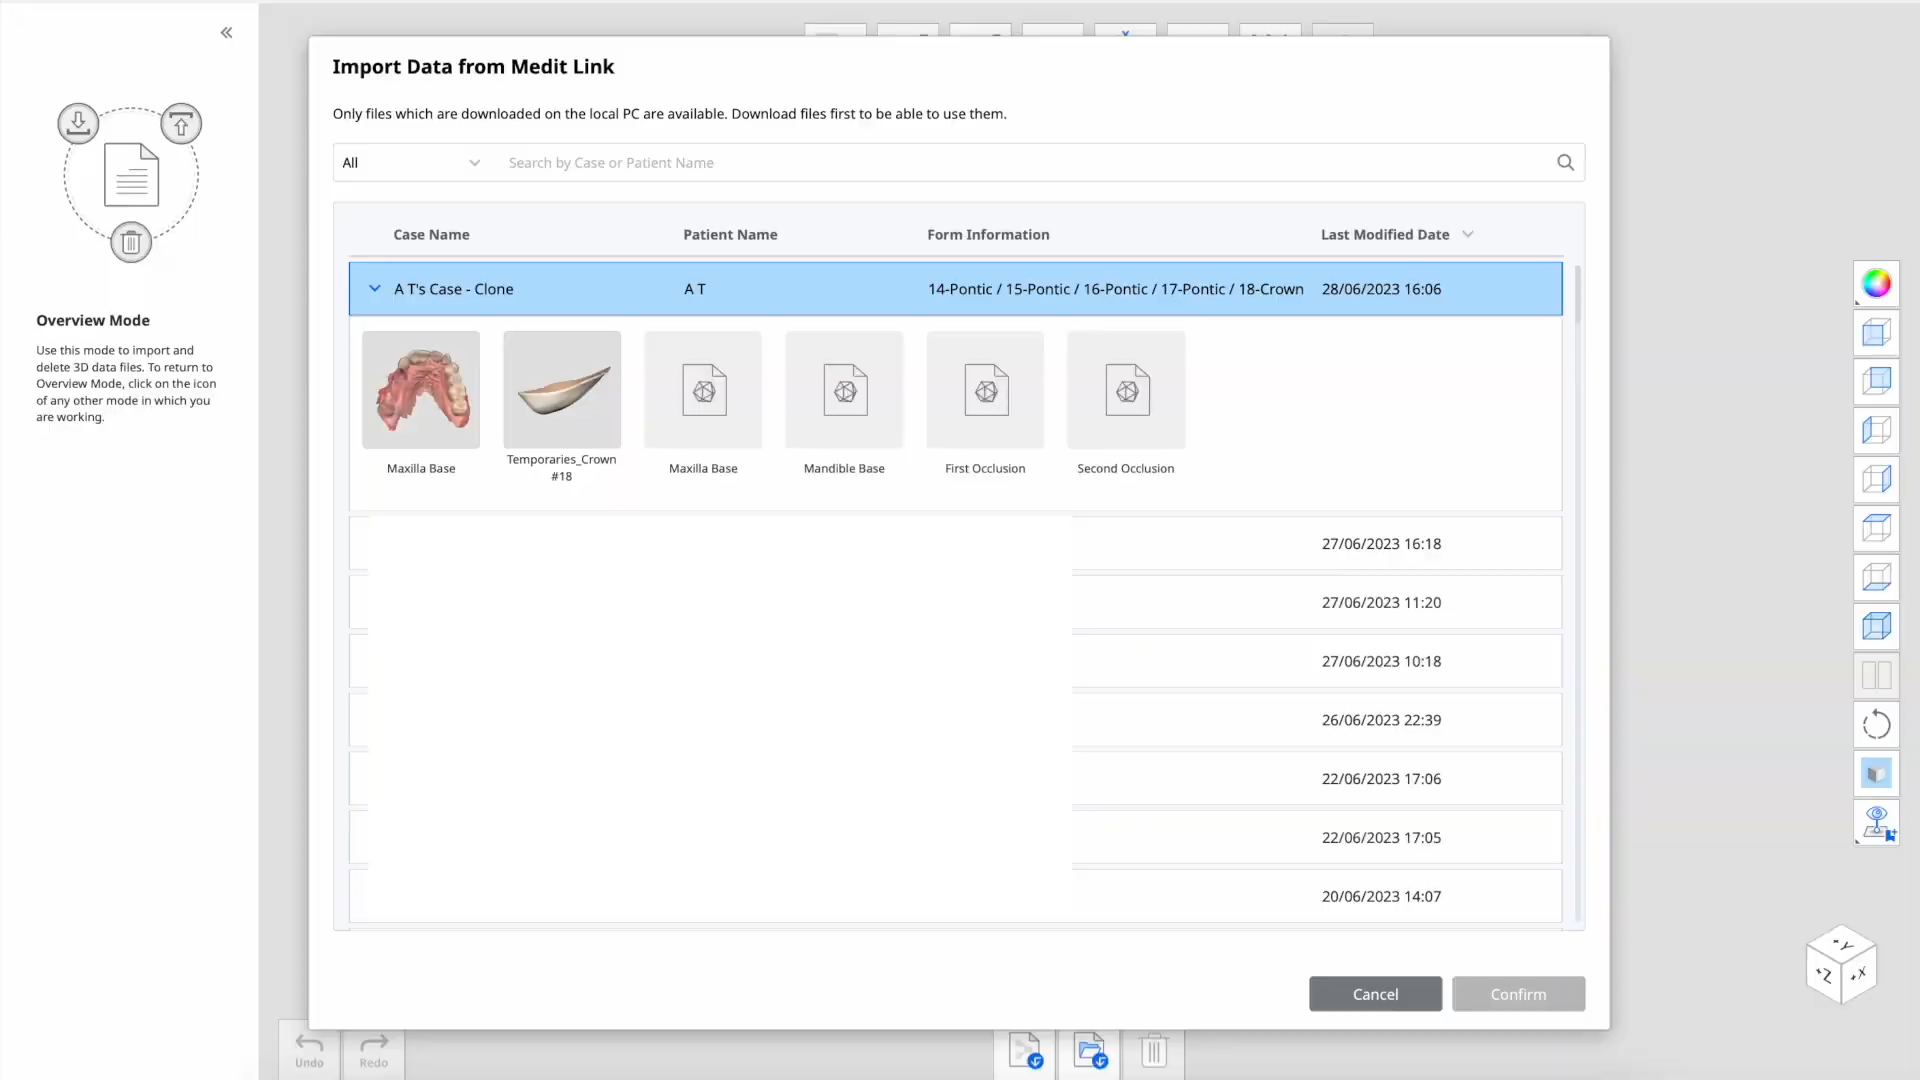 Import Data from Medit Link
Only files which are downloaded on the local PC are available. Download files first to be able to use them.
All
Search by Case or Patient Name
Case Name Patient Name Form Information Last Modified Date
A T's Case - Clone A T 14-Pontic / 15-Pontic / 16-Pontic / 17-Pontic / 18-Crown 28/06/2023 16:06
Maxilla Base
Temporaries_Crown
#18
Maxilla Base
Mandible Base
First Occlusion
Second Occlusion
27/06/2023 16:18
27/06/2023 11:20
27/06/2023 10:18
26/06/2023 22:39
22/06/2023 17:06
22/06/2023 17:05
20/06/2023 14:07
Cancel
Confirm
Overview Mode
Use this mode to import and
delete 3D data files. To return to
Overview Mode, click on the icon
of any other mode in which you
are working.
Undo
Redo
+Y
+Z
+X